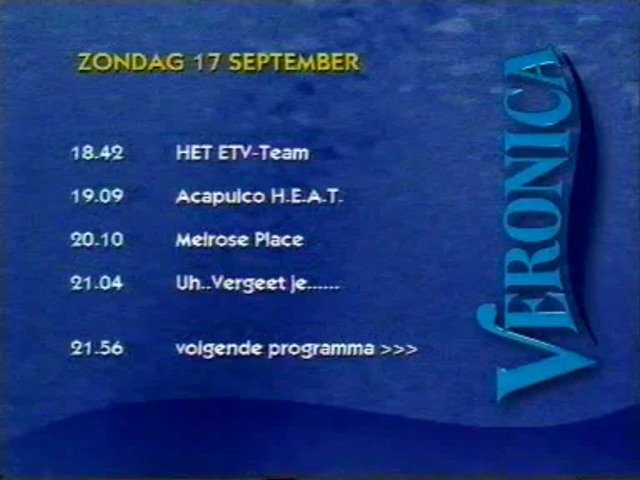 ZONDAG 17 SEPTEMBER
18.42 HET ETV-Team
19.09 Acapulco H.E.A.T.
20.10 Melrose Place
21.04 Uh..Vergeet je......
21.56 volgende programma >>>
VERONICA